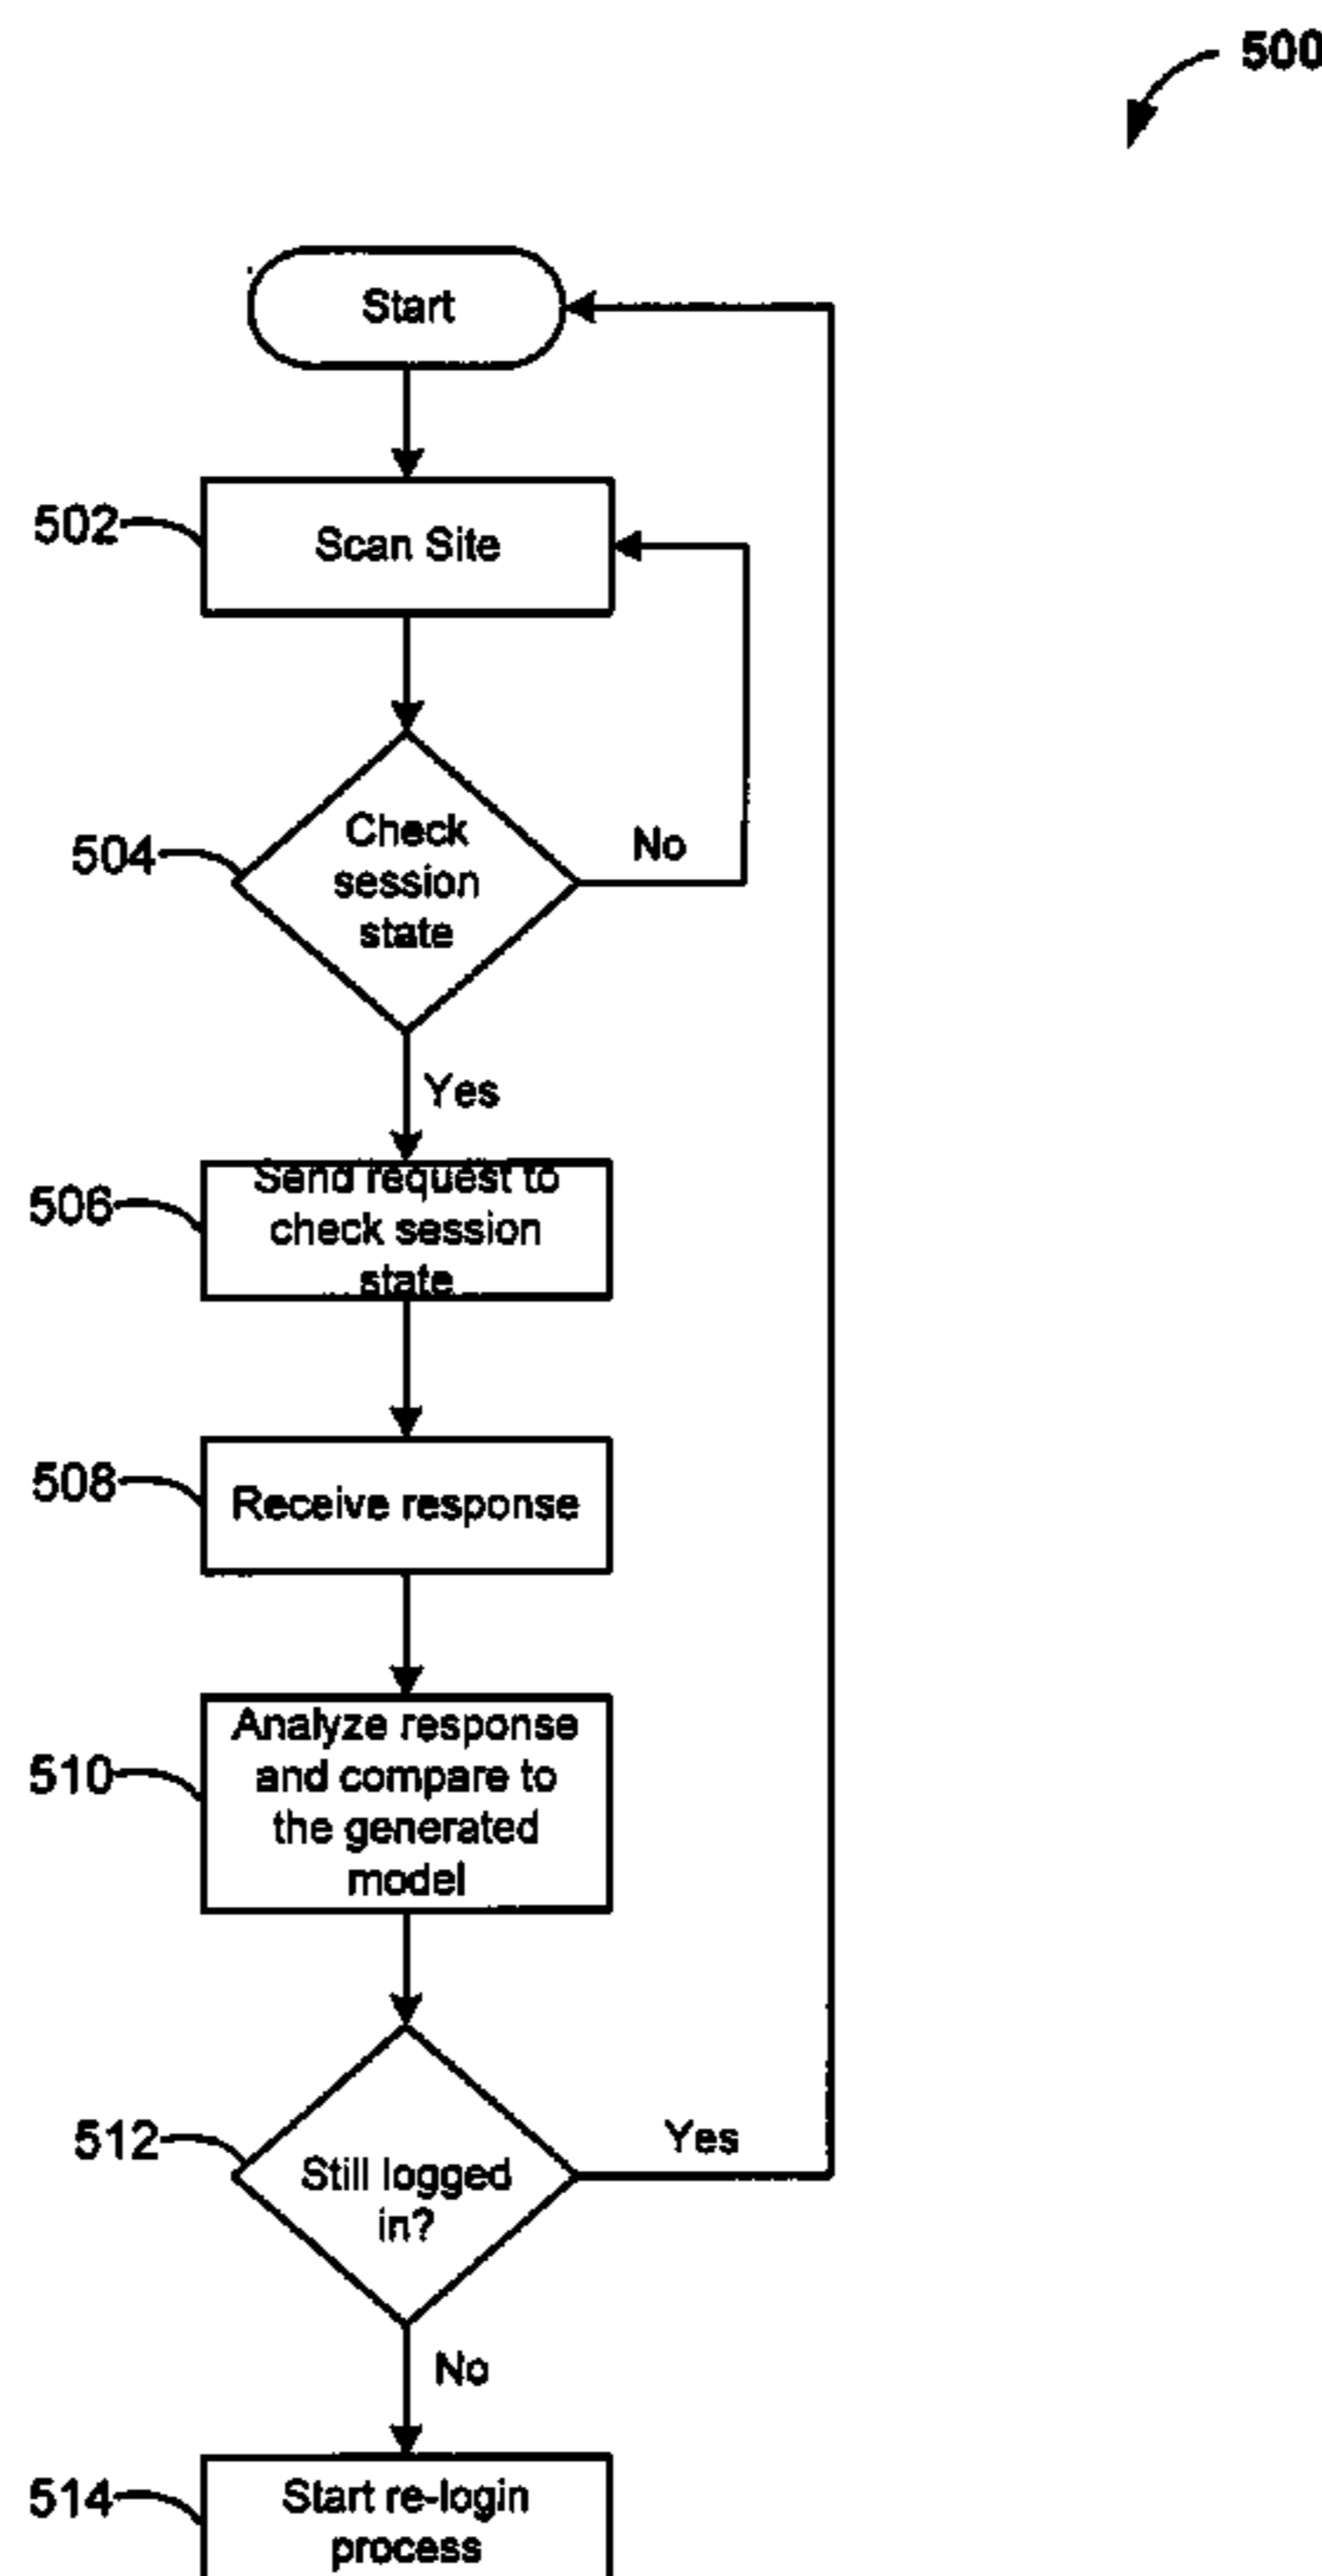 500
Start
502
Scan Site
504
Check
session
state
No
Yes
506
Send request to
check session
state
508
Receive response
510
Analyze response
and compare to
the generated
model
512
Still logged
in?
Yes
No
514
Start re-login
process